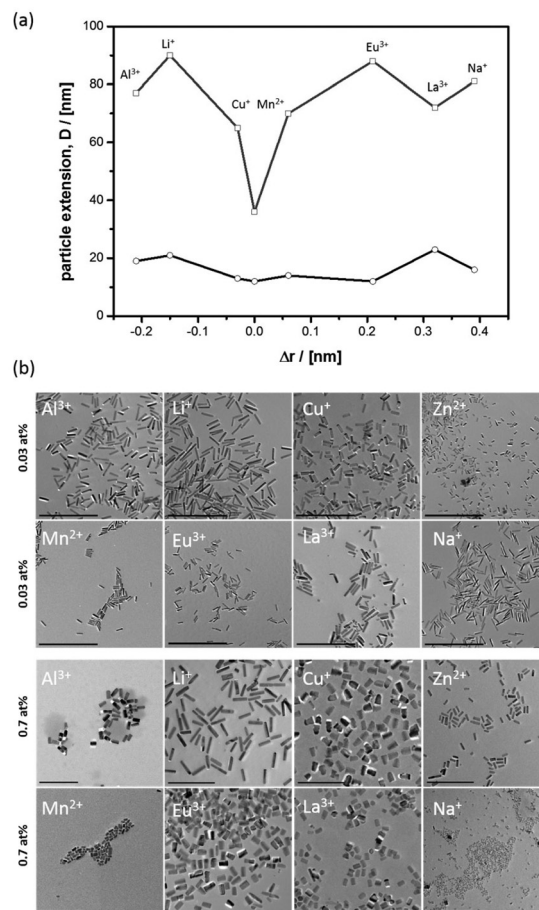 (a)
100
80
60
40
20
0
particle extension, D / [nm]
Al³⁺
Li⁺
Cu⁺
Mn²⁺
Eu³⁺
La³⁺
Na⁺
-0.2 -0.1 0.0 0.1 0.2 0.3 0.4
Δr / [nm]
(b)
0.03 at%
Al³⁺ Li⁺ Cu⁺ Zn²⁺
0.03 at%
Mn²⁺ Eu³⁺ La³⁺ Na⁺
0.7 at%
Al³⁺ Li⁺ Cu⁺ Zn²⁺
0.7 at%
Mn²⁺ Eu³⁺ La³⁺ Na⁺